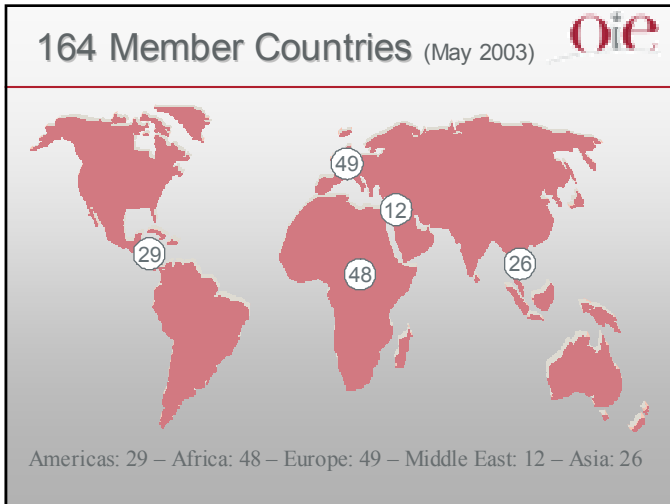 164 Member Countries (May 2003)
oie
49
12
29
48
26
Americas: 29 – Africa: 48 – Europe: 49 – Middle East: 12 – Asia: 26